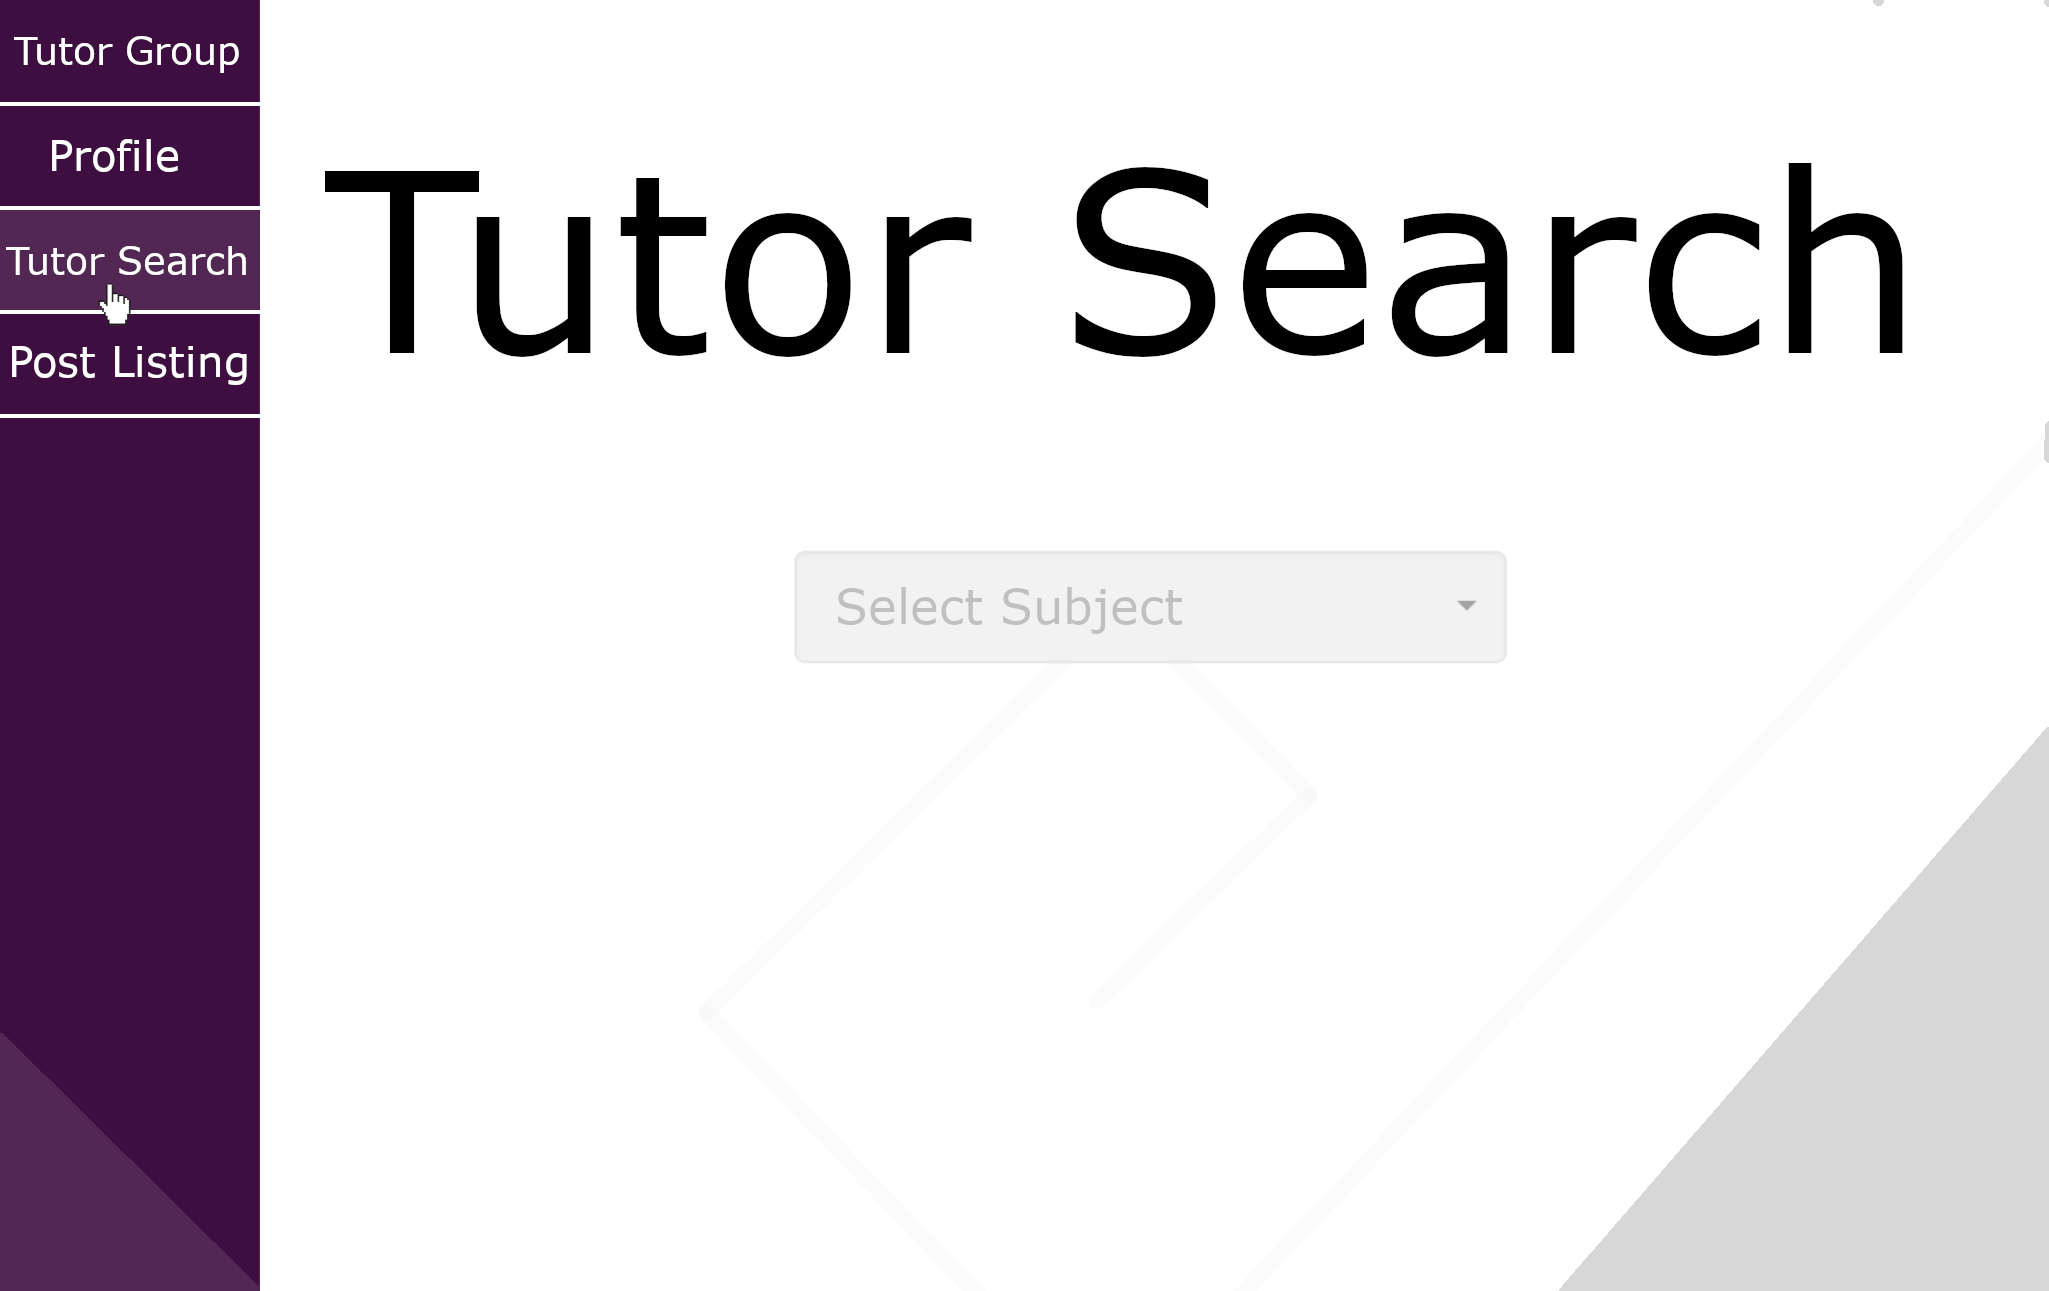 Tutor Group
Profile
Tutor Search
Post Listing
Tutor Search
Select Subject